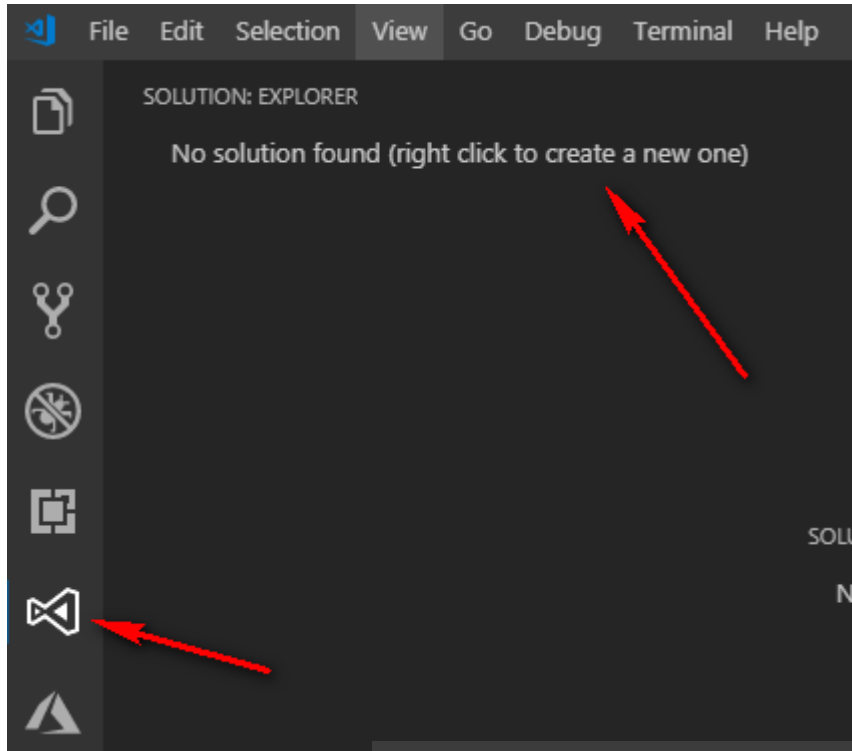 File Edit Selection View Go Debug Terminal Help
SOLUTION: EXPLORER
No solution found (right click to create a new one)
SOLU
N